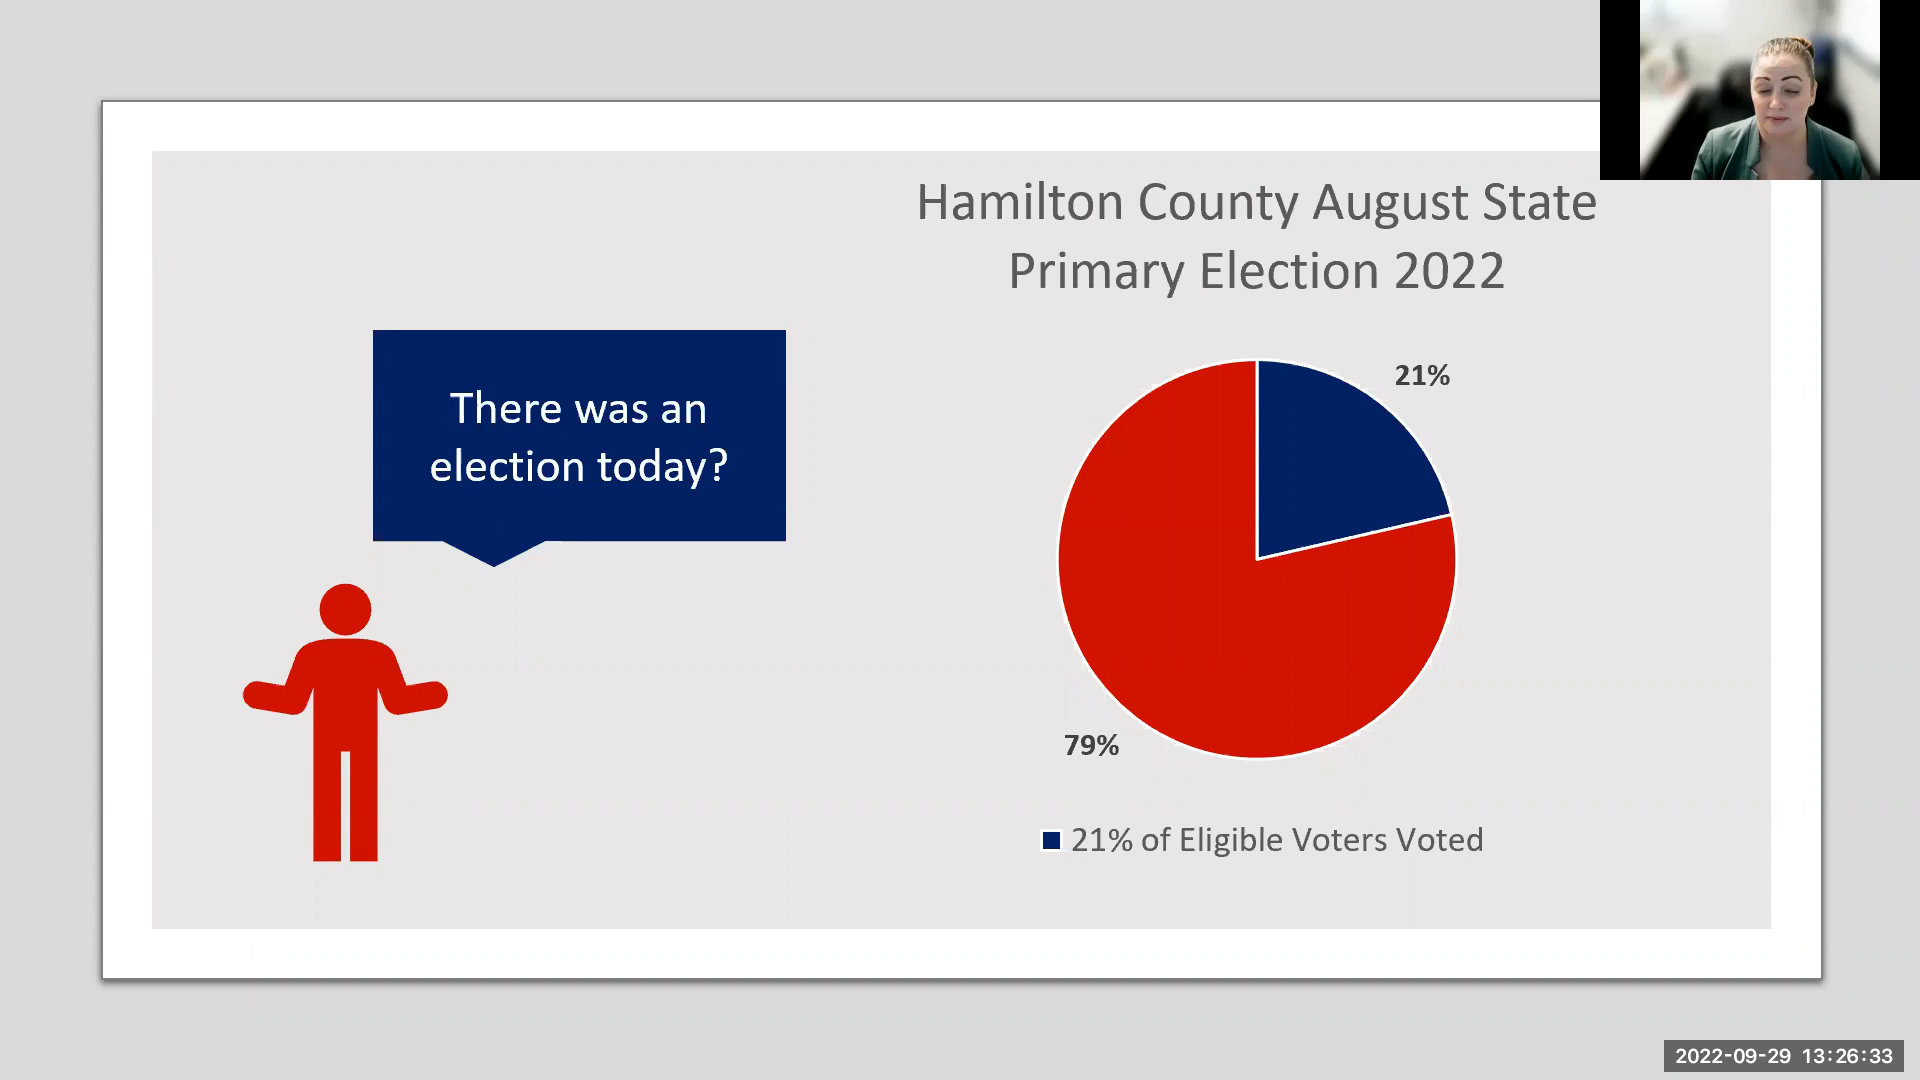 Hamilton County August State
Primary Election 2022
There was an
election today?
21%
79%
21% of Eligible Voters Voted
2022-09-29 13:26:33